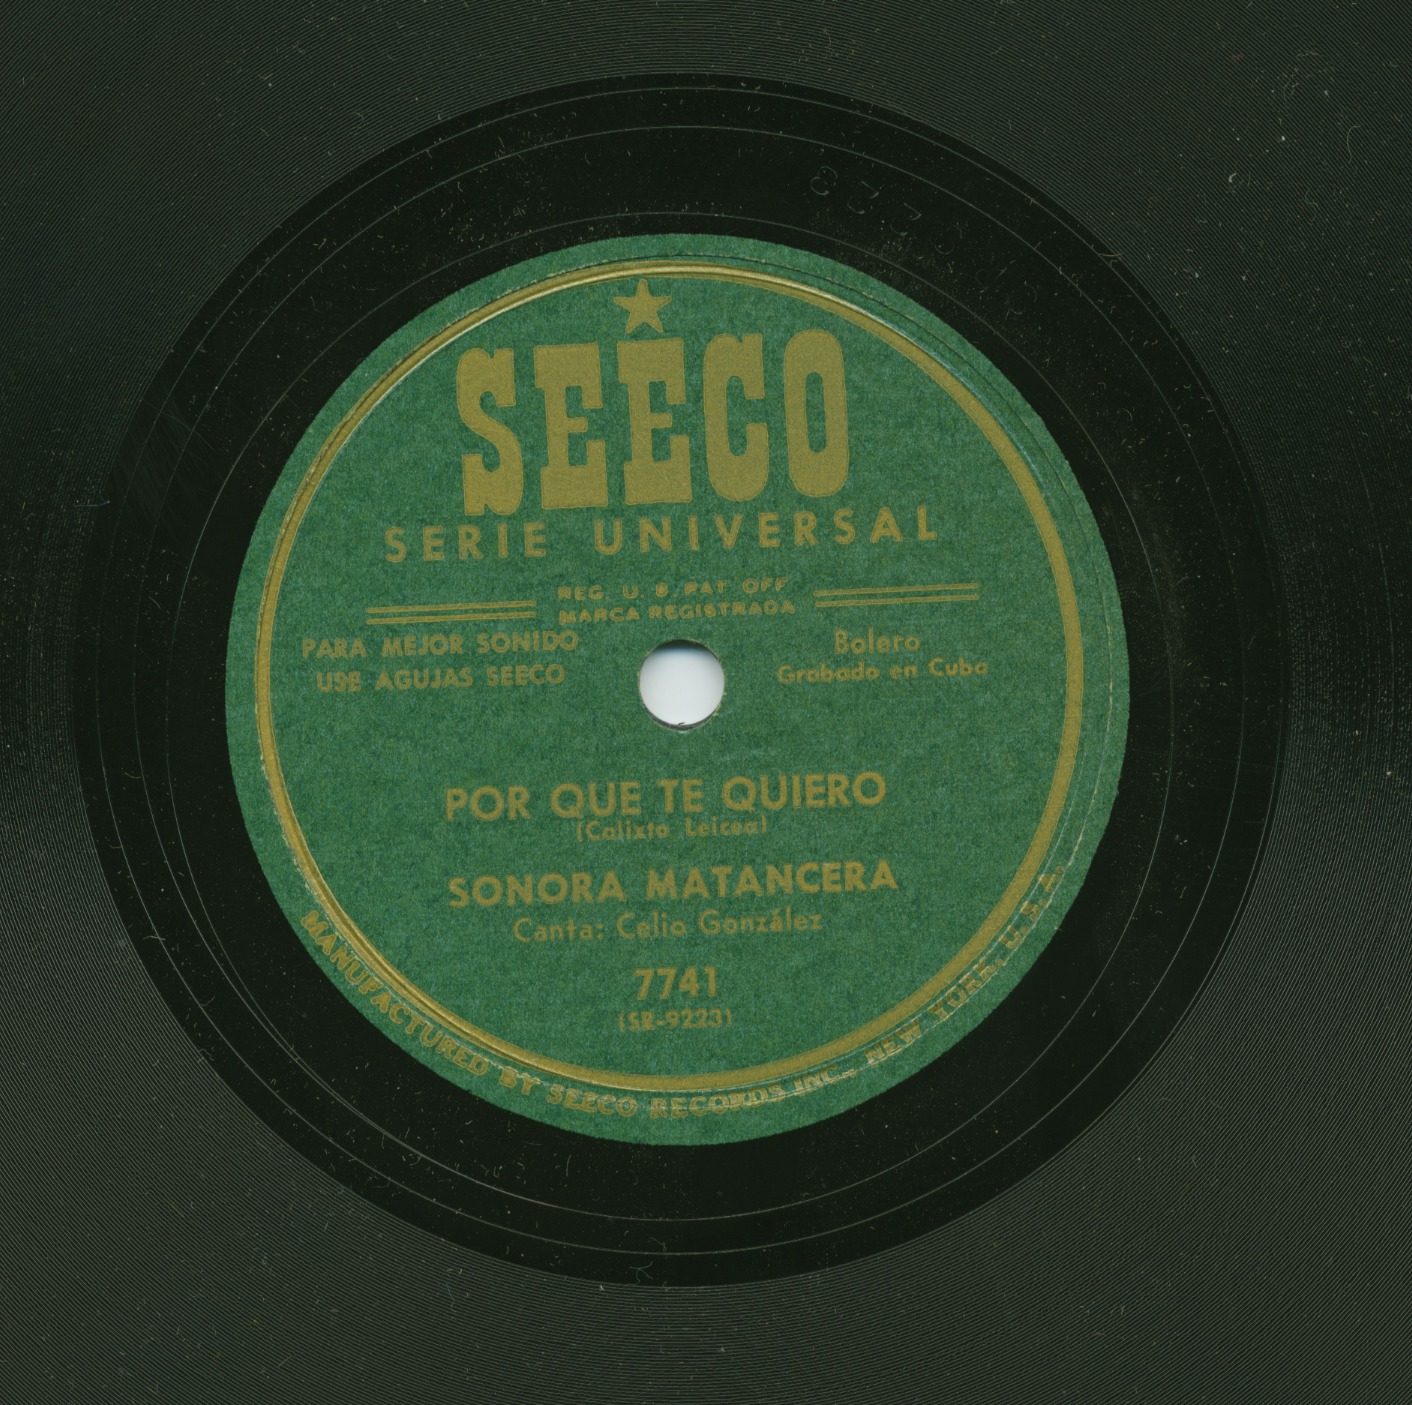 SEECO
SERIE UNIVERSAL
REG. U. S. PAT OFF
MARCA REGISTRADA
PARA MEJOR SONIDO
USE AGUJAS SEECO
Bolero
Grabado en Cuba
POR QUE TE QUIERO
(Calixto Leicea)
SONORA MATANCERA
Canta: Celio González
7741
(SR-9223)
MANUFACTURED BY SEECO RECORDS INC., NEW YORK, U. S. A.